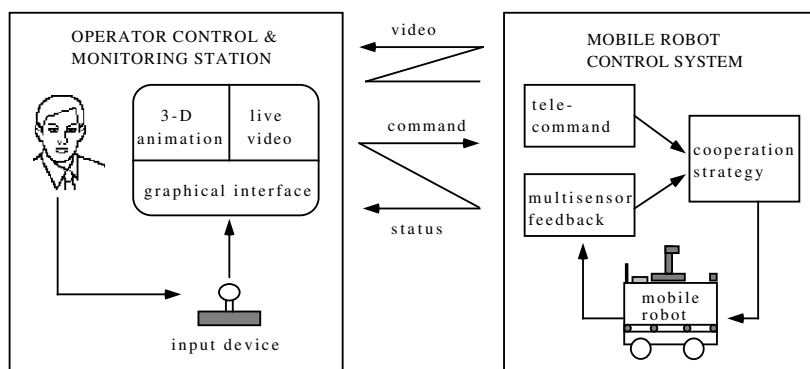 OPERATOR CONTROL &
MONITORING STATION
3-D
animation
live
video
graphical interface
input device
video
command
status
MOBILE ROBOT
CONTROL SYSTEM
tele-
command
cooperation
strategy
multisensor
feedback
mobile
robot